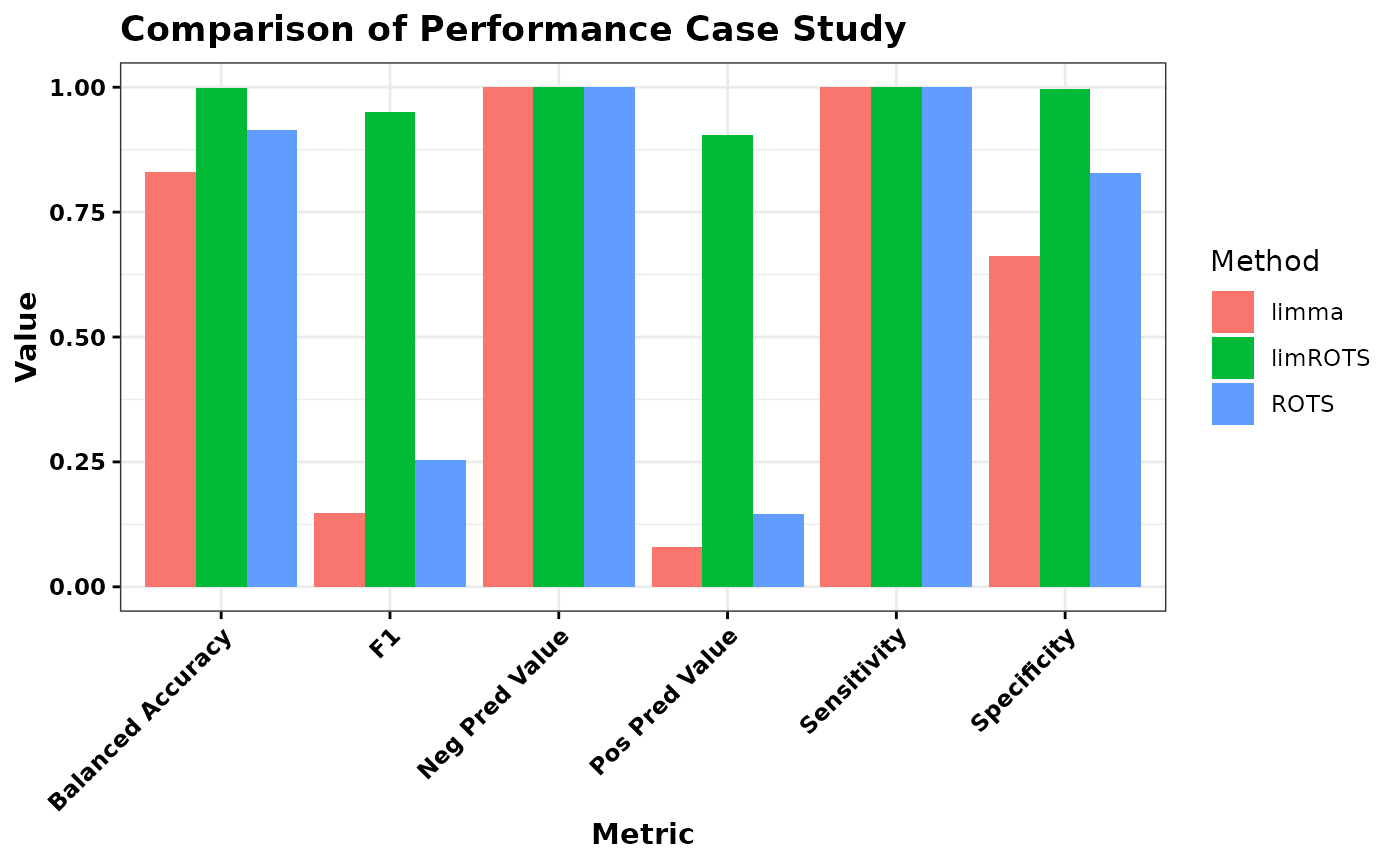 Comparison of Performance Case Study
1.00
0.75
0.50
0.25
0.00
Value
Balanced Accuracy
F1
Neg Pred Value
Pos Pred Value
Sensitivity
Specificity
Metric
Method
limma
limROTS
ROTS